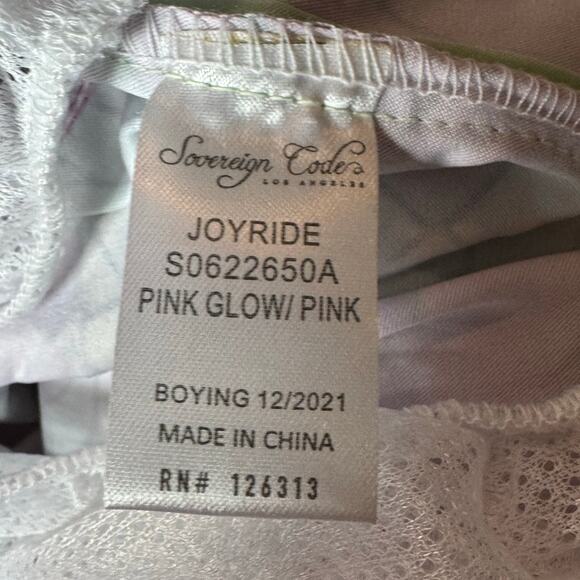 Sovereign Code
LOS ANGELES
JOYRIDE
S0622650A
PINK GLOW/ PINK
BOYING 12/2021
MADE IN CHINA
RN# 126313